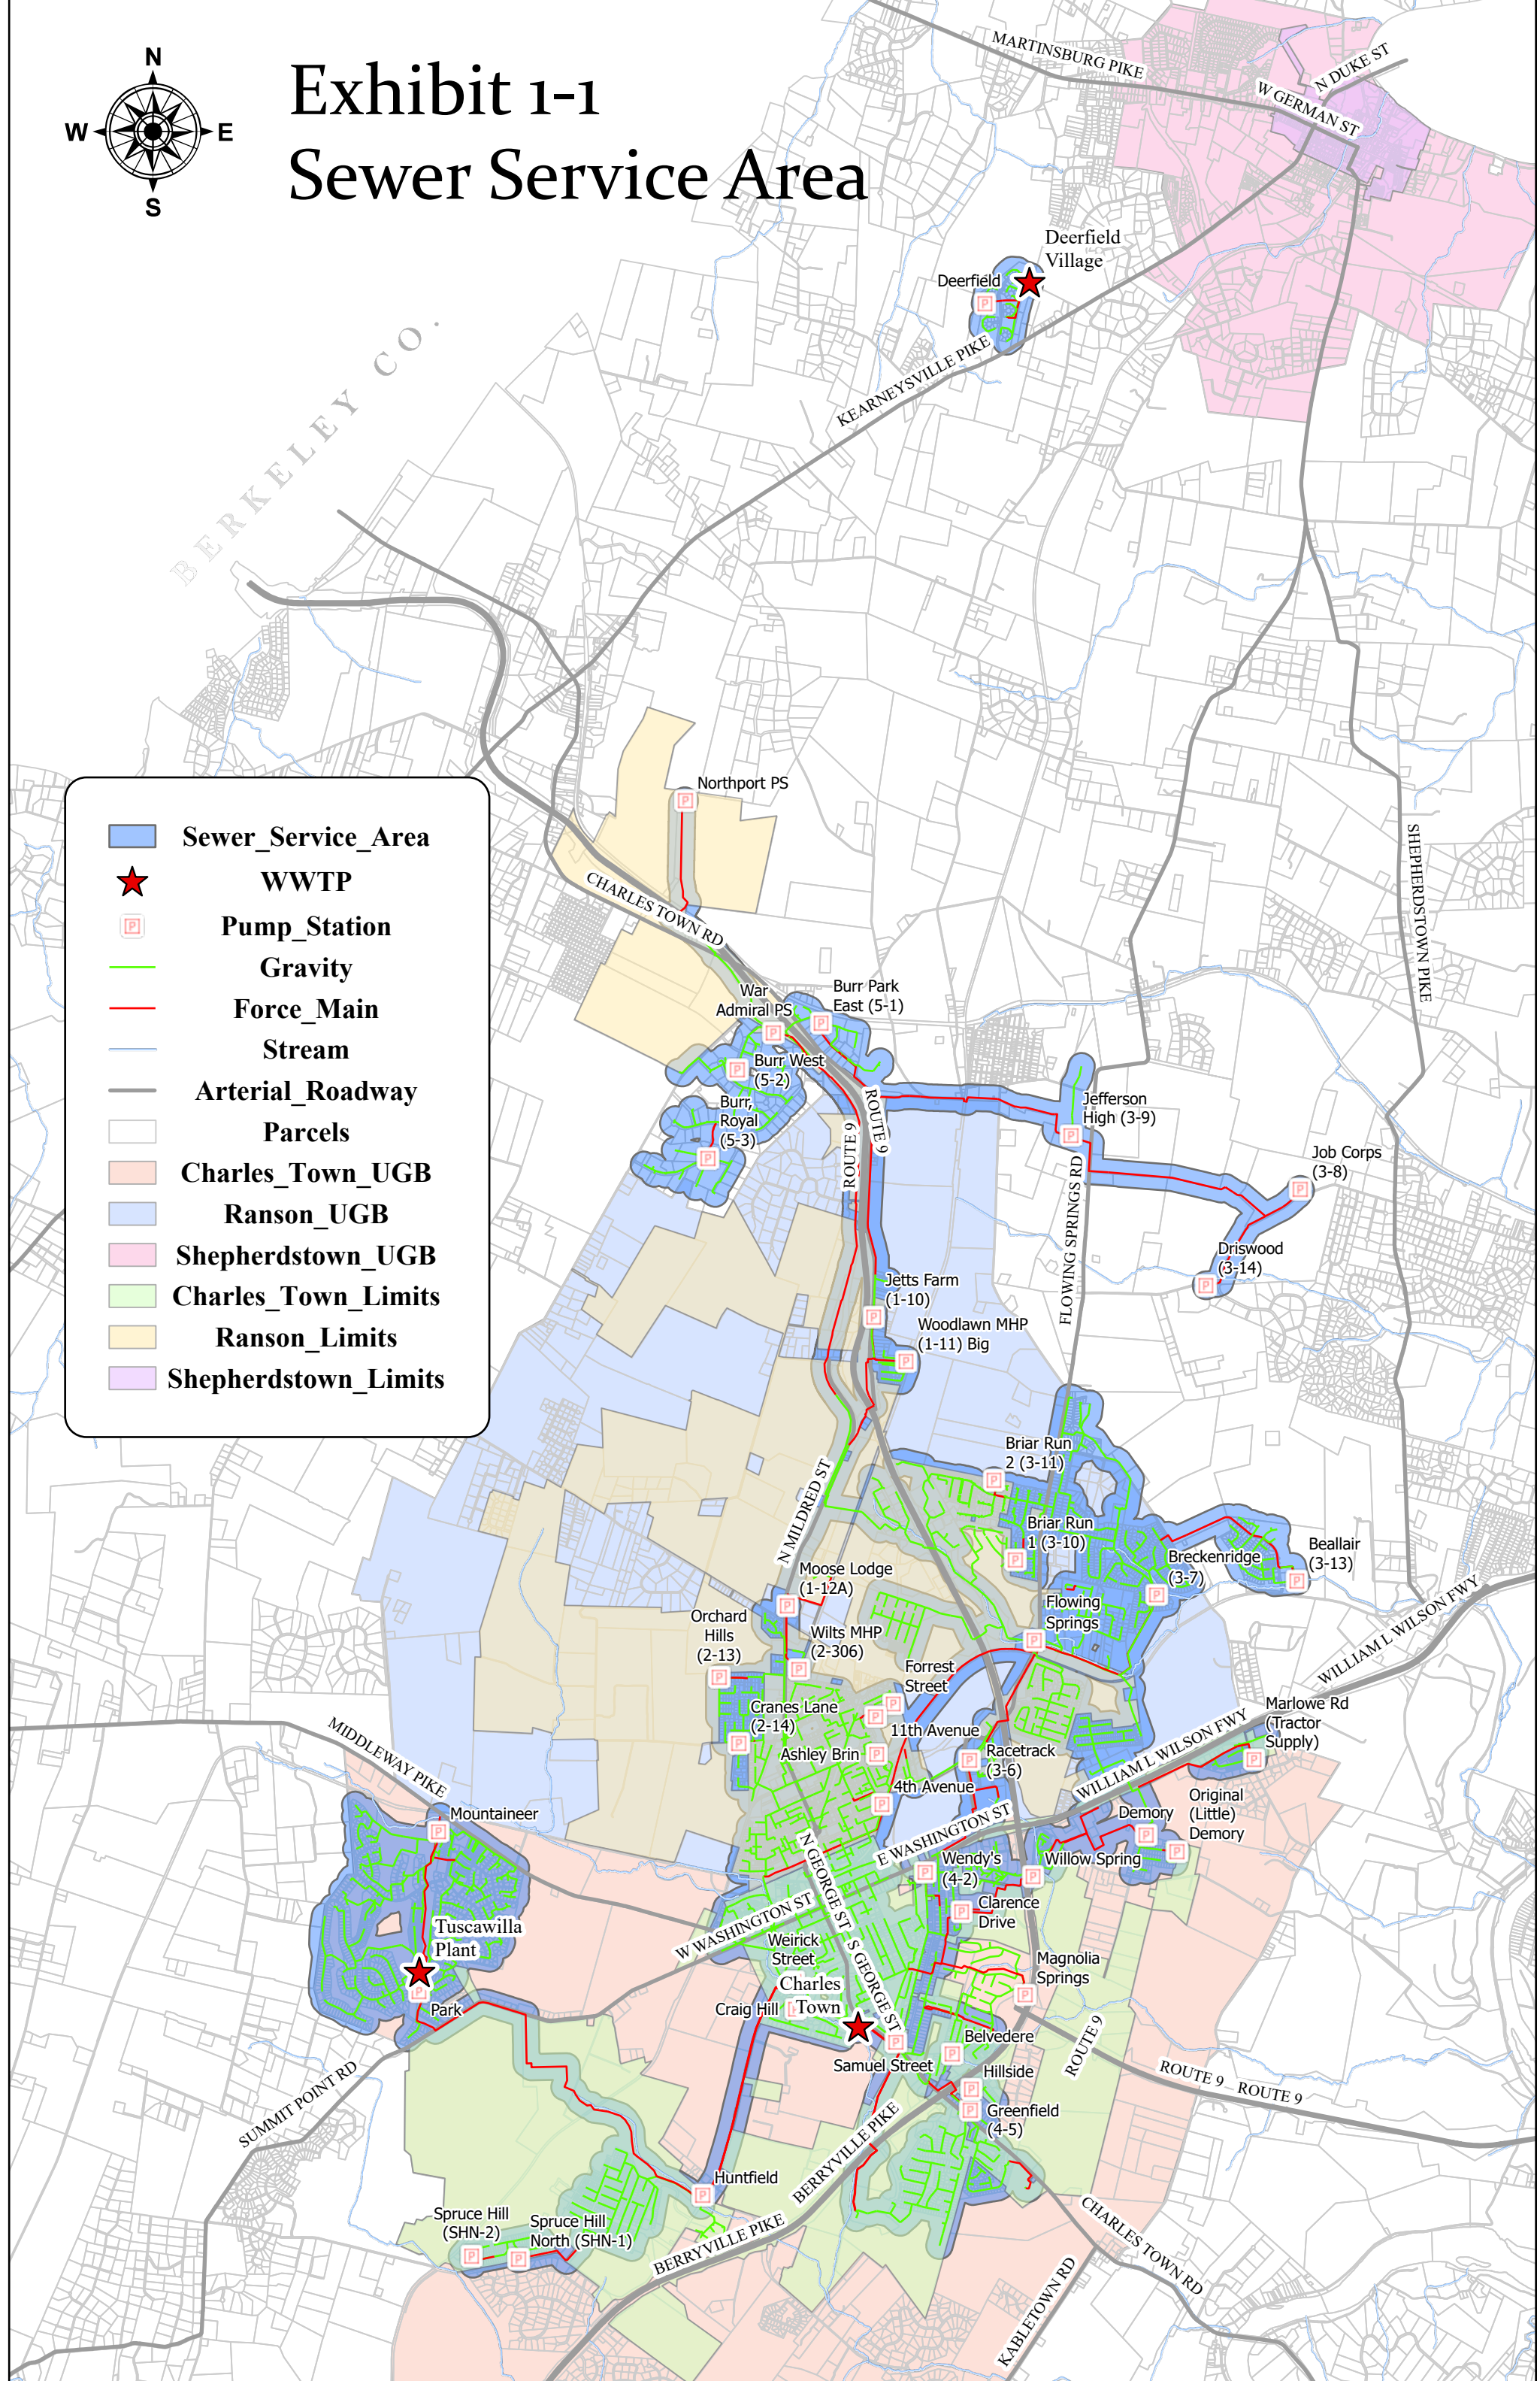 N
W
E
S
Exhibit 1-1
Sewer Service Area
MARTINSBURG PIKE
N DUKE ST
W GERMAN ST
Deerfield
Village
Deerfield
KEARNEYSVILLE PIKE
BERKELEY CO.
Northport PS
CHARLES TOWN RD
SHEPHERDSTOWN PIKE
Sewer_Service_Area
WWTP
Pump_Station
Gravity
Force_Main
Stream
Arterial_Roadway
Parcels
Charles_Town_UGB
Ranson_UGB
Shepherdstown_UGB
Charles_Town_Limits
Ranson_Limits
Shepherdstown_Limits
War
Admiral PS
Burr Park
East (5-1)
Burr West
(5-2)
Burr,
Royal
(5-3)
ROUTE 9
ROUTE 9
Jefferson
High (3-9)
Job Corps
(3-8)
FLOWING SPRINGS RD
Driswood
(3-14)
Jetts Farm
(1-10)
Woodlawn MHP
(1-11) Big
Briar Run
2 (3-11)
N MILDRED ST
Briar Run
1 (3-10)
Breckenridge
(3-7)
Beallair
(3-13)
Moose Lodge
(1-12A)
Flowing
Springs
WILLIAM L WILSON FWY
Orchard
Hills
(2-13)
Wilts MHP
(2-306)
Forrest
Street
Cranes Lane
(2-14)
11th Avenue
Marlowe Rd
(Tractor
Supply)
WILLIAM L WILSON FWY
Ashley Brin
Racetrack
(3-6)
4th Avenue
MIDDLEWAY PIKE
Mountaineer
Original
(Little)
Demory
Demory
E WASHINGTON ST
N GEORGE ST
Wendy's
(4-2)
Willow Spring
Clarence
Drive
W WASHINGTON ST
Tuscawilla
Plant
Weirick
Street
S GEORGE ST
Magnolia
Springs
Charles
Town
Craig Hill
Park
Samuel Street
Belvedere
ROUTE 9
Hillside
ROUTE 9
ROUTE 9
SUMMIT POINT RD
Greenfield
(4-5)
BERRYVILLE PIKE
Huntfield
Spruce Hill
(SHN-2)
Spruce Hill
North (SHN-1)
BERRYVILLE PIKE
CHARLES TOWN RD
KABLETOWN RD